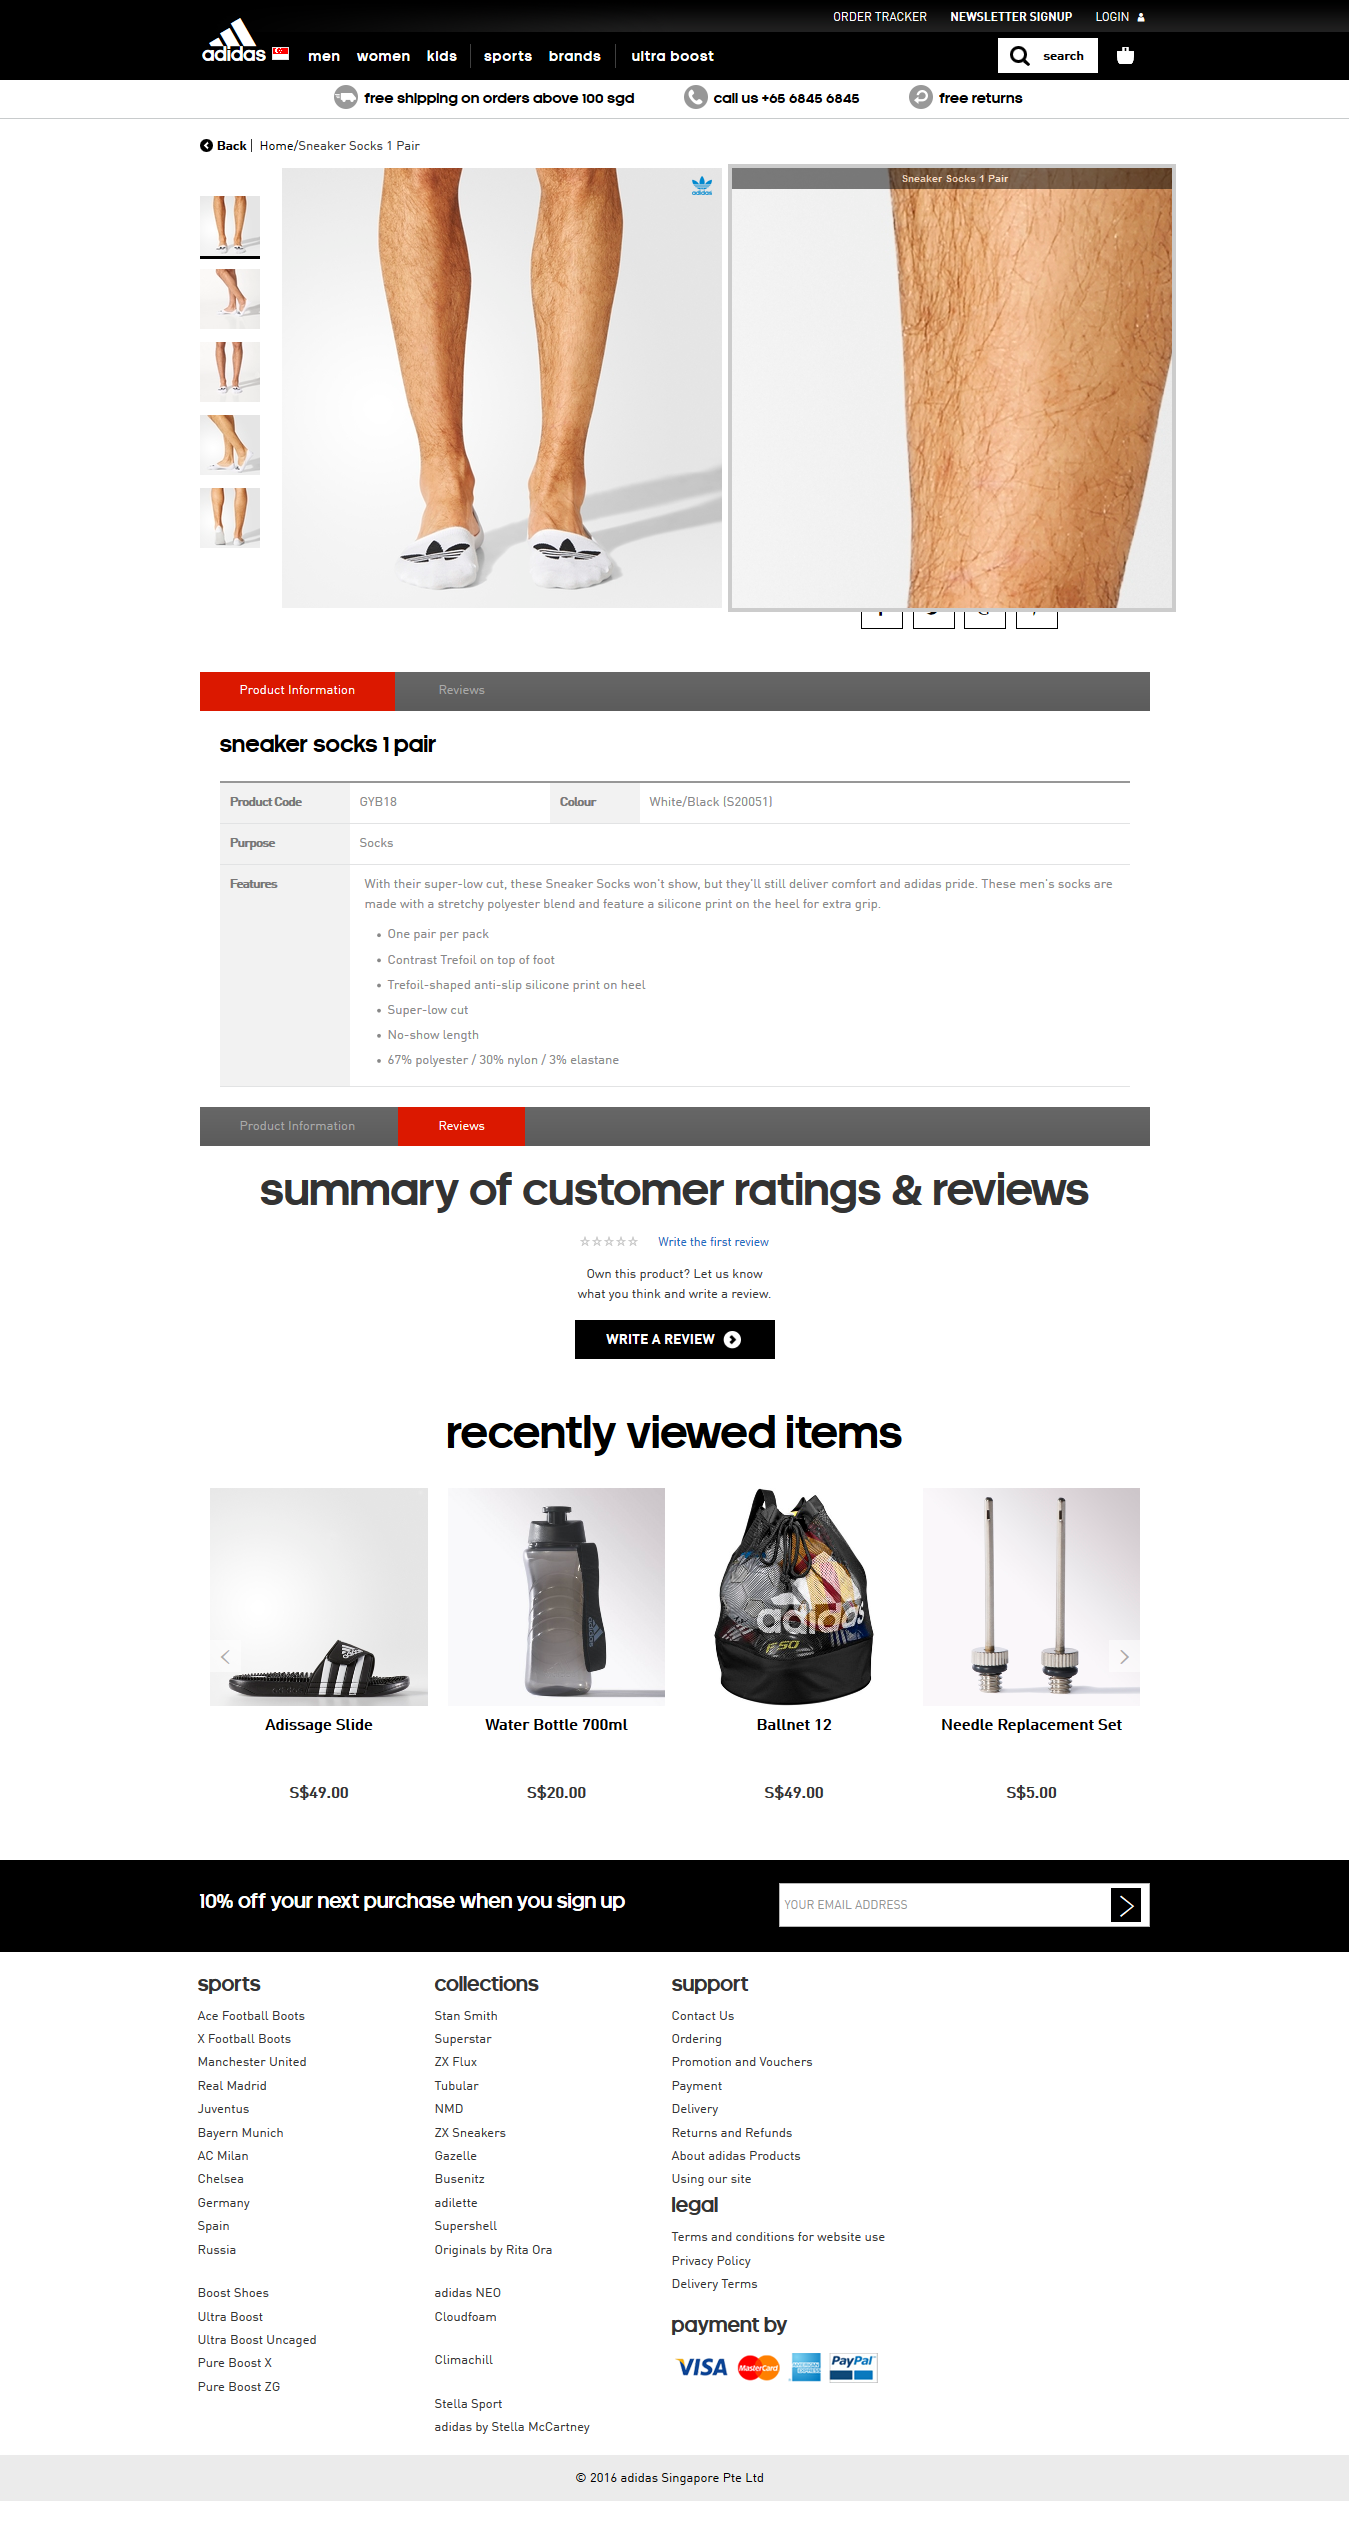 ORDER TRACKER NEWSLETTER SIGNUP LOGIN
adidas men women kids sports brands ultra boost search
free shipping on orders above 100 sgd call us +65 6845 6845 free returns
Back | Home/Sneaker Socks 1 Pair
adidas
Sneaker Socks 1 Pair
Product Information Reviews
sneaker socks 1 pair
Product Code GYB18 Colour White/Black (S20051)
Purpose Socks
Features With their super-low cut, these Sneaker Socks won't show, but they'll still deliver comfort and adidas pride. These men's socks are
made with a stretchy polyester blend and feature a silicone print on the heel for extra grip.
• One pair per pack
• Contrast Trefoil on top of foot
• Trefoil-shaped anti-slip silicone print on heel
• Super-low cut
• No-show length
• 67% polyester / 30% nylon / 3% elastane
Product Information Reviews
summary of customer ratings & reviews
Write the first review
Own this product? Let us know
what you think and write a review.
WRITE A REVIEW
recently viewed items
adidas
adidas
adidas
F50
Adissage Slide Water Bottle 700ml Ballnet 12 Needle Replacement Set
S$49.00 S$20.00 S$49.00 S$5.00
10% off your next purchase when you sign up YOUR EMAIL ADDRESS
sports
Ace Football Boots
X Football Boots
Manchester United
Real Madrid
Juventus
Bayern Munich
AC Milan
Chelsea
Germany
Spain
Russia
Boost Shoes
Ultra Boost
Ultra Boost Uncaged
Pure Boost X
Pure Boost ZG
collections
Stan Smith
Superstar
ZX Flux
Tubular
NMD
ZX Sneakers
Gazelle
Busenitz
adilette
Supershell
Originals by Rita Ora
adidas NEO
Cloudfoam
Climachill
Stella Sport
adidas by Stella McCartney
support
Contact Us
Ordering
Promotion and Vouchers
Payment
Delivery
Returns and Refunds
About adidas Products
Using our site
legal
Terms and conditions for website use
Privacy Policy
Delivery Terms
payment by
VISA MasterCard AMERICAN EXPRESS PayPal
© 2016 adidas Singapore Pte Ltd